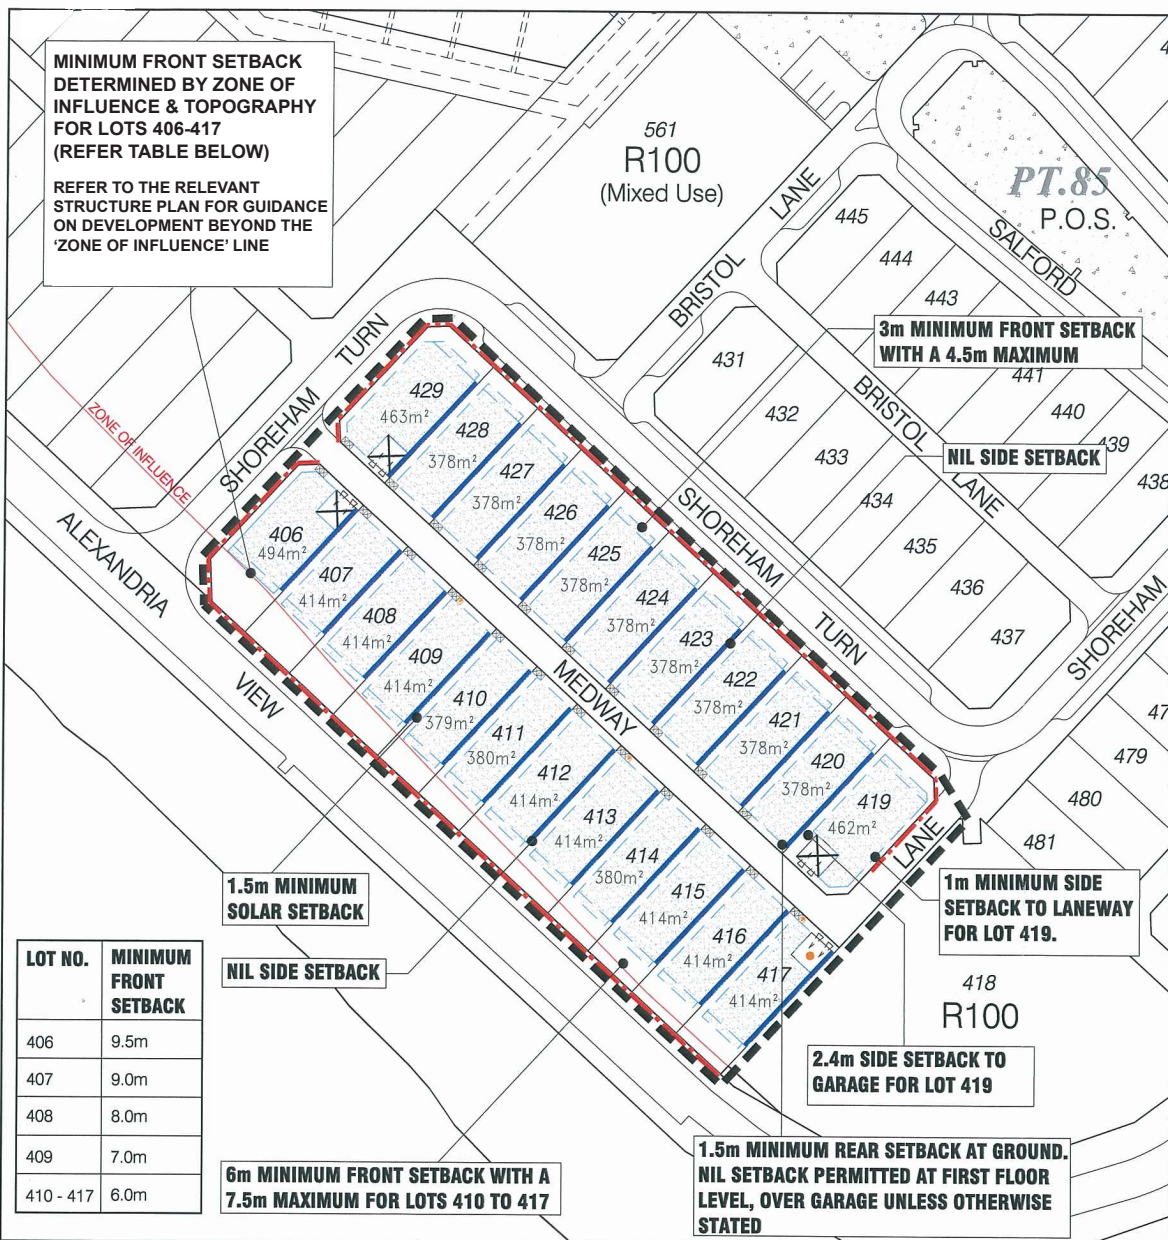 MINIMUM FRONT SETBACK
DETERMINED BY ZONE OF
INFLUENCE & TOPOGRAPHY
FOR LOTS 406-417
(REFER TABLE BELOW)
REFER TO THE RELEVANT
STRUCTURE PLAN FOR GUIDANCE
ON DEVELOPMENT BEYOND THE
'ZONE OF INFLUENCE' LINE
561
R100
(Mixed Use)
PT.85
P.O.S.
SALFORD
BRISTOL LANE
445
444
443
3m MINIMUM FRONT SETBACK
WITH A 4.5m MAXIMUM
441
440
439
438
NIL SIDE SETBACK
BRISTOL LANE
431
432
433
434
435
436
437
SHOREHAM TURN
SHOREHAM TURN
SHOREHAM
ZONE OF INFLUENCE
ALEXANDRIA VIEW
MEDWAY
LANE
429
463m²
428
378m²
427
378m²
426
378m²
425
378m²
424
378m²
423
378m²
422
378m²
421
378m²
420
378m²
419
462m²
406
494m²
407
414m²
408
414m²
409
414m²
410
379m²
411
380m²
412
414m²
413
414m²
414
380m²
415
414m²
416
414m²
417
414m²
479
480
481
1.5m MINIMUM
SOLAR SETBACK
NIL SIDE SETBACK
1m MINIMUM SIDE
SETBACK TO LANEWAY
FOR LOT 419.
418
R100
2.4m SIDE SETBACK TO
GARAGE FOR LOT 419
1.5m MINIMUM REAR SETBACK AT GROUND.
NIL SETBACK PERMITTED AT FIRST FLOOR
LEVEL, OVER GARAGE UNLESS OTHERWISE
STATED
6m MINIMUM FRONT SETBACK WITH A
7.5m MAXIMUM FOR LOTS 410 TO 417
LOT NO. MINIMUM
FRONT
SETBACK
406 9.5m
407 9.0m
408 8.0m
409 7.0m
410 - 417 6.0m